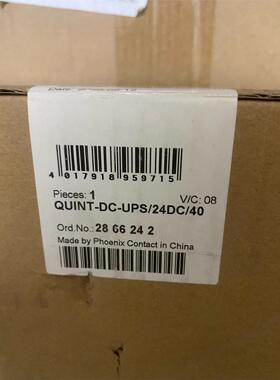 4 017918 959715
Pieces: 1
V/C: 08
QUINT-DC-UPS/24DC/40
Ord.No.: 28 66 24 2
Made by Phoenix Contact in China